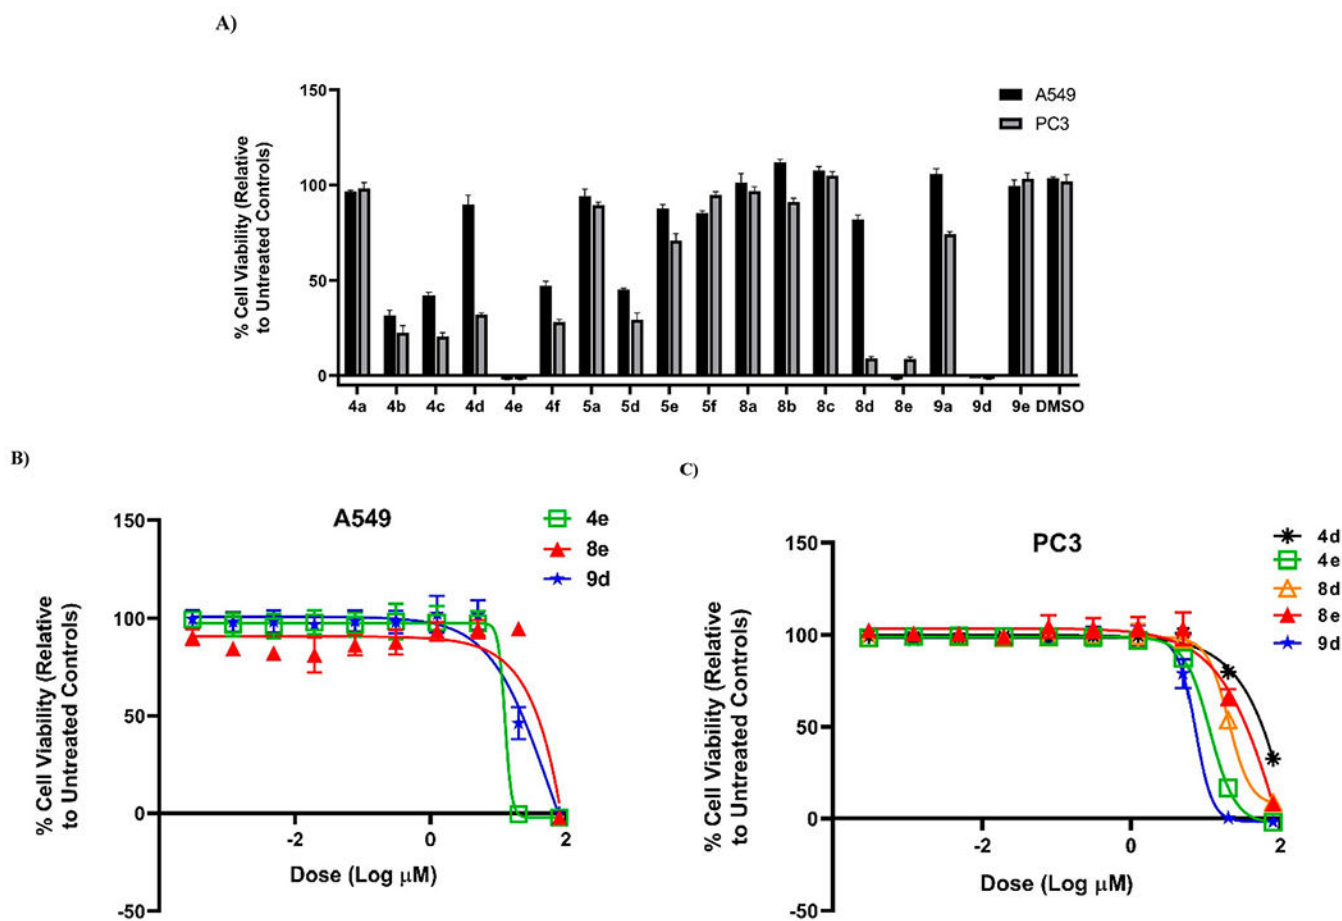 A)
150
100
50
0
% Cell Viability (Relative
to Untreated Controls)
A549
PC3
4a 4b 4c 4d 4e 4f 5a 5d 5e 5f 8a 8b 8c 8d 8e 9a 9d 9e DMSO
B)
A549
4e
8e
9d
150
100
50
0
-50
% Cell Viability (Relative
to Untreated Controls)
-2 0 2
Dose (Log μM)
C)
PC3
4d
4e
8d
8e
9d
150
100
50
0
-50
% Cell Viability (Relative
to Untreated Controls)
-2 0 2
Dose (Log μM)